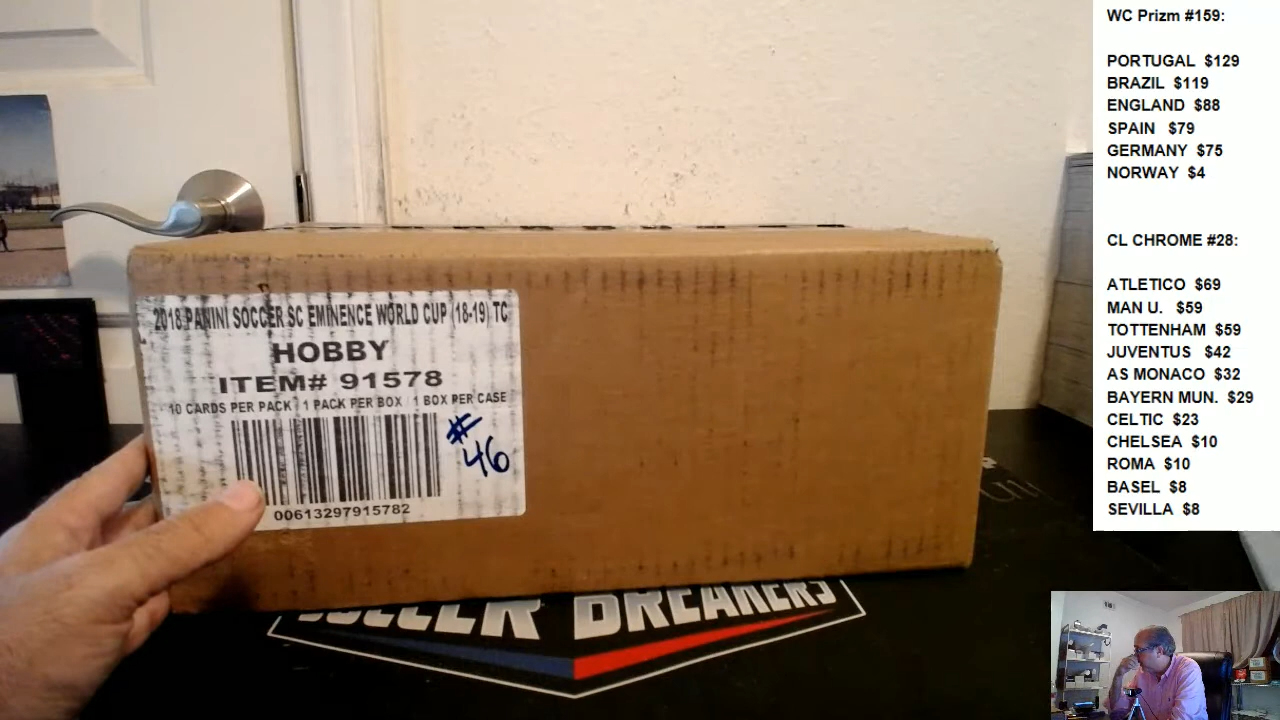 2018 PANINI SOCCER SC EMINENCE WORLD CUP (18-19) TC
HOBBY
ITEM# 91578
10 CARDS PER PACK 1 PACK PER BOX 1 BOX PER CASE
# 46
00613297915782
SOCCER BREAKERS
WC Prizm #159:
PORTUGAL $129
BRAZIL $119
ENGLAND $88
SPAIN $79
GERMANY $75
NORWAY $4
CL CHROME #28:
ATLETICO $69
MAN U. $59
TOTTENHAM $59
JUVENTUS $42
AS MONACO $32
BAYERN MUN. $29
CELTIC $23
CHELSEA $10
ROMA $10
BASEL $8
SEVILLA $8